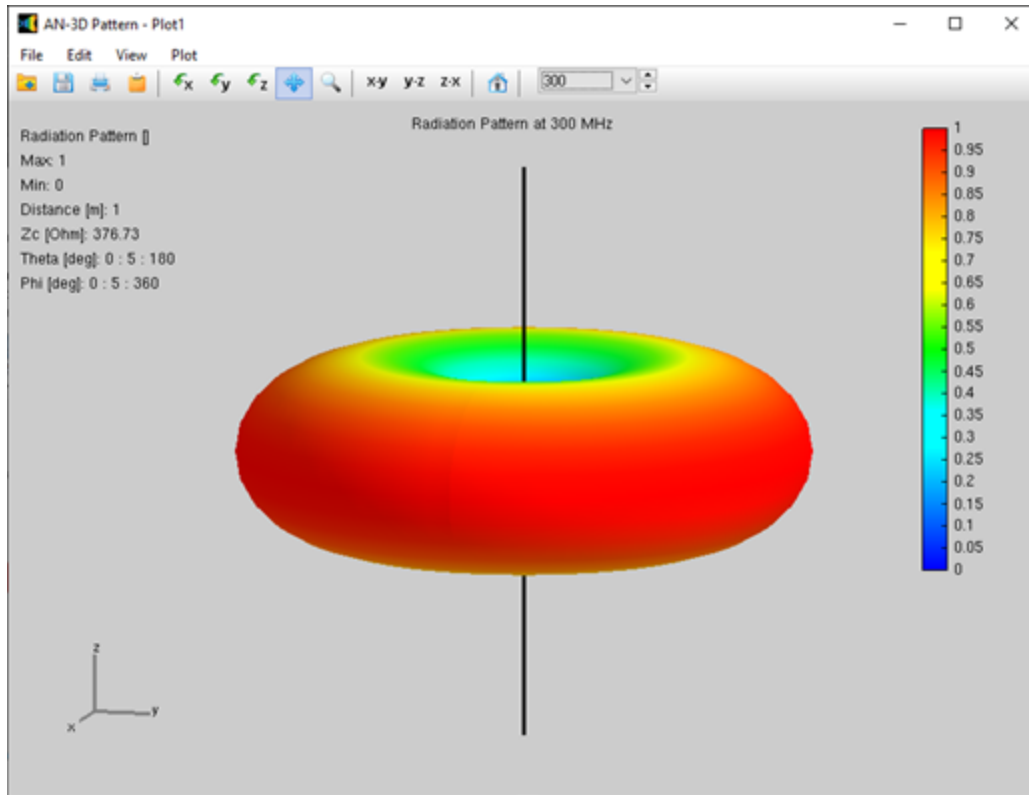 AN-3D Pattern - Plot1
File Edit View Plot
x y z x-y y-z z-x 300
Radiation Pattern at 300 MHz
Radiation Pattern []
Max: 1
Min: 0
Distance [m]: 1
Zc [Ohm]: 376.73
Theta [deg]: 0 : 5 : 180
Phi [deg]: 0 : 5 : 360
1
0.95
0.9
0.85
0.8
0.75
0.7
0.65
0.6
0.55
0.5
0.45
0.4
0.35
0.3
0.25
0.2
0.15
0.1
0.05
0
z
y
x